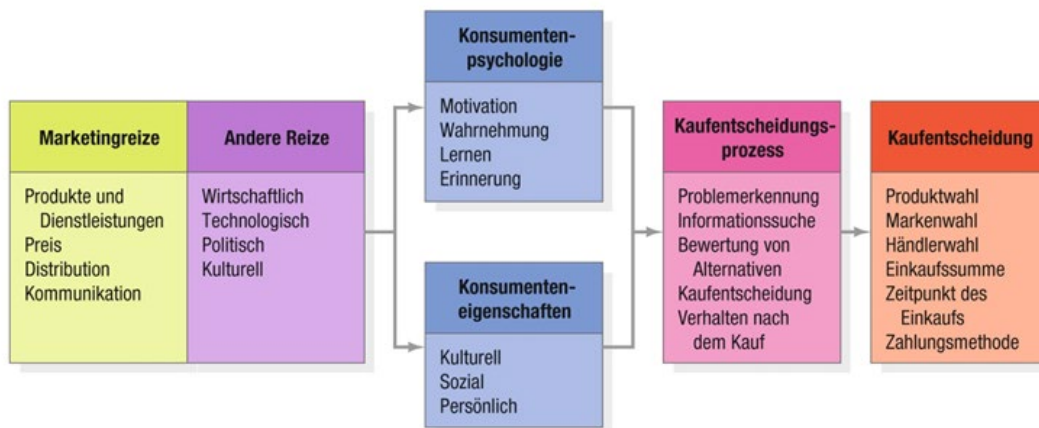 Marketingreize
Produkte und
Dienstleistungen
Preis
Distribution
Kommunikation
Andere Reize
Wirtschaftlich
Technologisch
Politisch
Kulturell
Konsumenten-
psychologie
Motivation
Wahrnehmung
Lernen
Erinnerung
Konsumenten-
eigenschaften
Kulturell
Sozial
Persönlich
Kaufentscheidungs-
prozess
Problemerkennung
Informationssuche
Bewertung von
Alternativen
Kaufentscheidung
Verhalten nach
dem Kauf
Kaufentscheidung
Produktwahl
Markenwahl
Händlerwahl
Einkaufssumme
Zeitpunkt des
Einkaufs
Zahlungsmethode